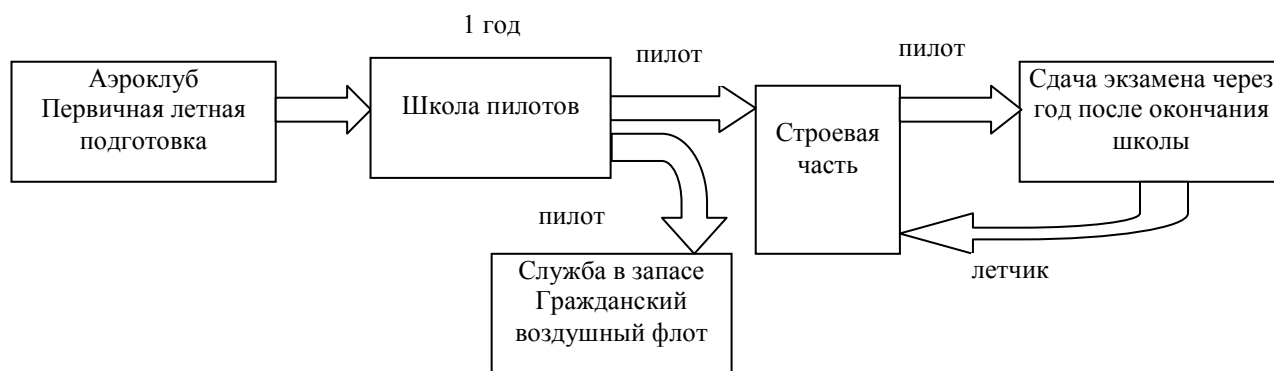 1 год
Аэроклуб
Первичная летная
подготовка
Школа пилотов
пилот
пилот
Строевая
часть
пилот
Сдача экзамена через
год после окончания
школы
летчик
Служба в запасе
Гражданский
воздушный флот